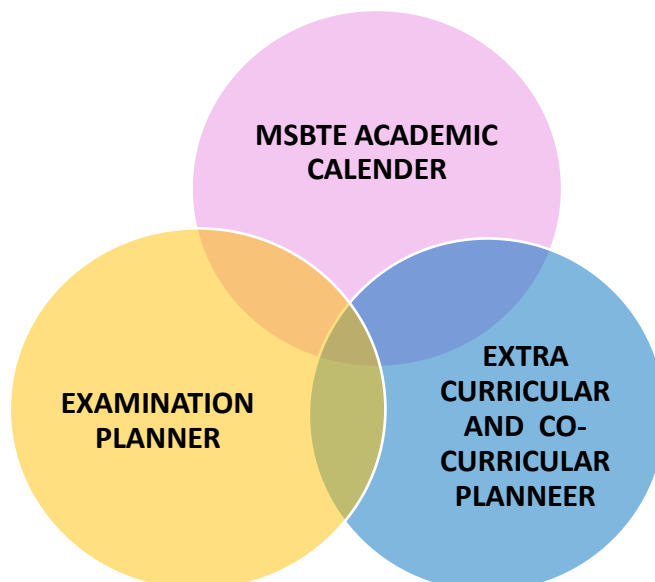 MSBTE ACADEMIC
CALENDER
EXAMINATION
PLANNER
EXTRA
CURRICULAR
AND CO-
CURRICULAR
PLANNEER